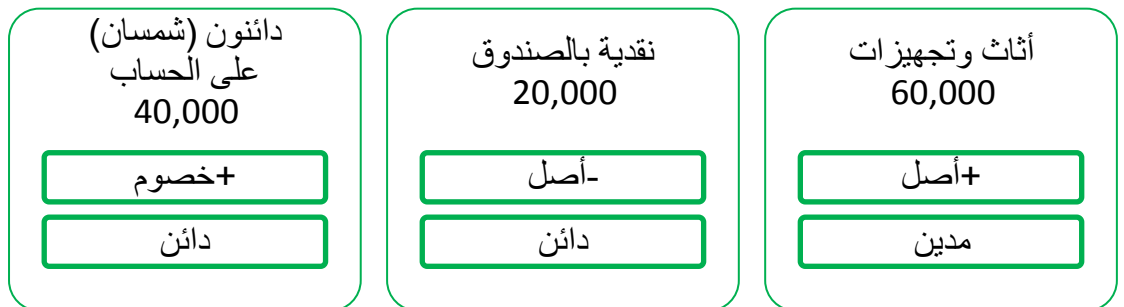 أثاث وتجهيزات
60,000
+أصل
مدين
نقدية بالصندوق
20,000
-أصل
دائن
دائنون (شمسان)
على الحساب
40,000
+خصوم
دائن